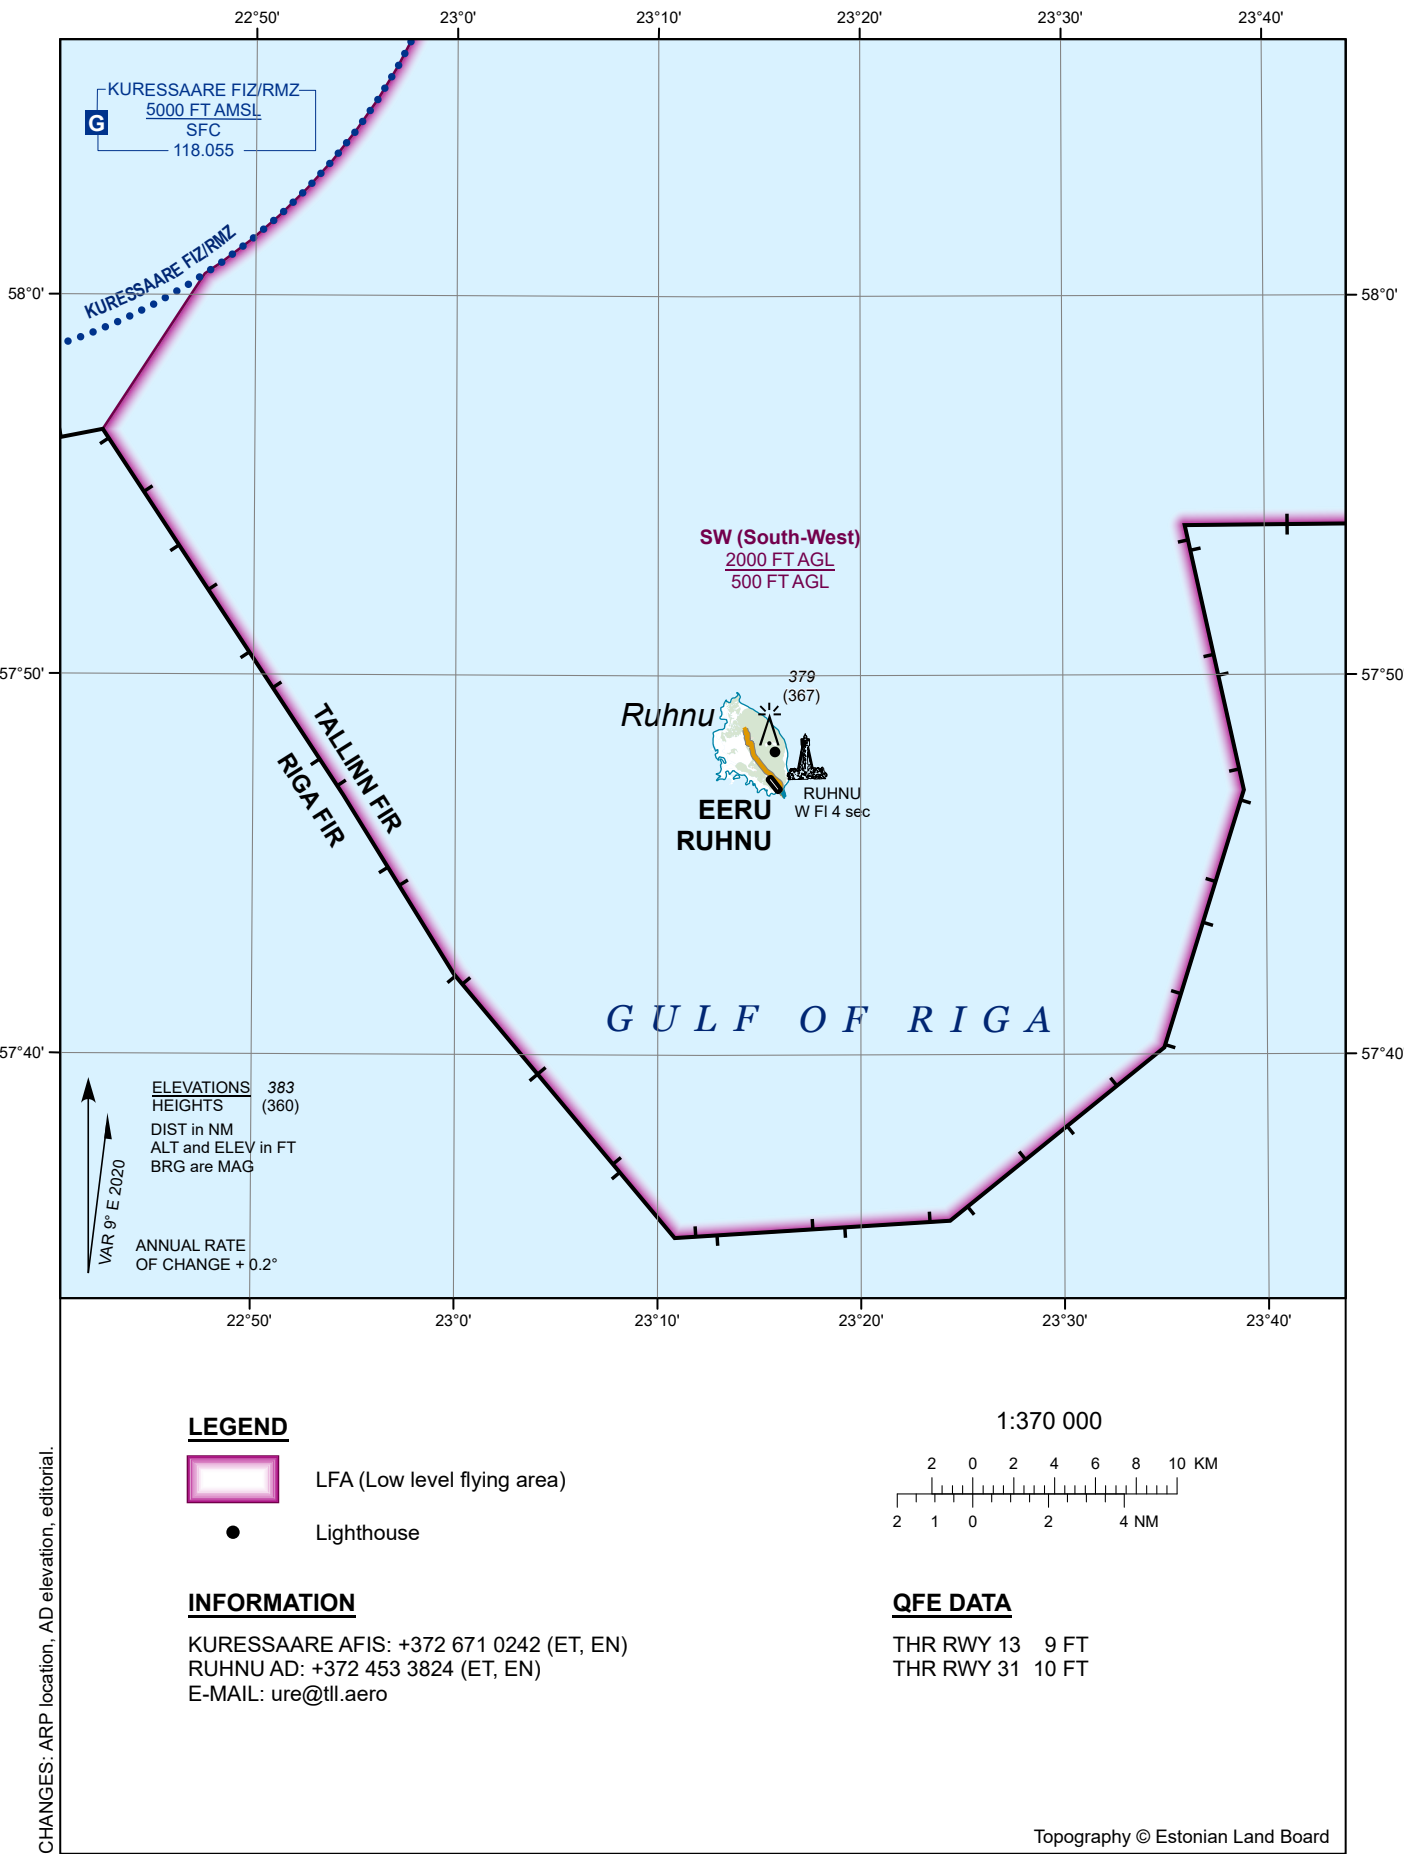 22°50' 23°0' 23°10' 23°20' 23°30' 23°40'
KURESSAARE FIZ/RMZ
5000 FT AMSL
G
SFC
118.055
KURESSAARE FIZ/RMZ
58°0' 58°0'
SW (South-West)
2000 FT AGL
500 FT AGL
57°50' 57°50'
379
(367)
Ruhnu
TALLINN FIR
RIGA FIR
RUHNU
W Fl 4 sec
EERU
RUHNU
GULF OF RIGA
57°40' 57°40'
ELEVATIONS 383
HEIGHTS (360)
DIST in NM
ALT and ELEV in FT
BRG are MAG
VAR 9° E 2020
ANNUAL RATE
OF CHANGE + 0.2°
22°50' 23°0' 23°10' 23°20' 23°30' 23°40'
LEGEND
LFA (Low level flying area)
Lighthouse
1:370 000
2 0 2 4 6 8 10 KM
2 1 0 2 4 NM
INFORMATION
KURESSAARE AFIS: +372 671 0242 (ET, EN)
RUHNU AD: +372 453 3824 (ET, EN)
E-MAIL: ure@tll.aero
QFE DATA
THR RWY 13 9 FT
THR RWY 31 10 FT
CHANGES: ARP location, AD elevation, editorial.
Topography © Estonian Land Board